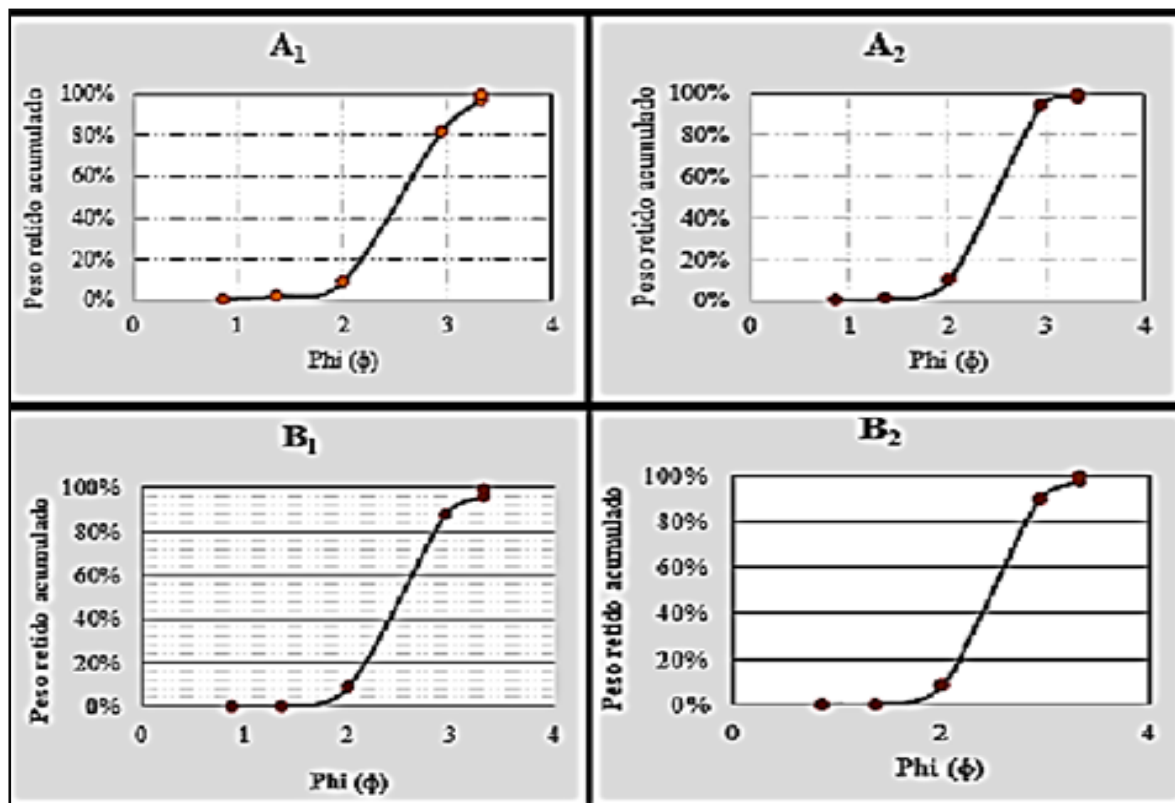 A₁
Peso retido acumulado
100%
80%
60%
40%
20%
0%
0 1 2 3 4
Phi (ϕ)
A₂
Peso retido acumulado
100%
80%
60%
40%
20%
0%
0 1 2 3 4
Phi (ϕ)
B₁
Peso retido acumulado
100%
80%
60%
40%
20%
0%
0 1 2 3 4
Phi (ϕ)
B₂
Peso retido acumulado
100%
80%
60%
40%
20%
0%
0 2 4
Phi (ϕ)